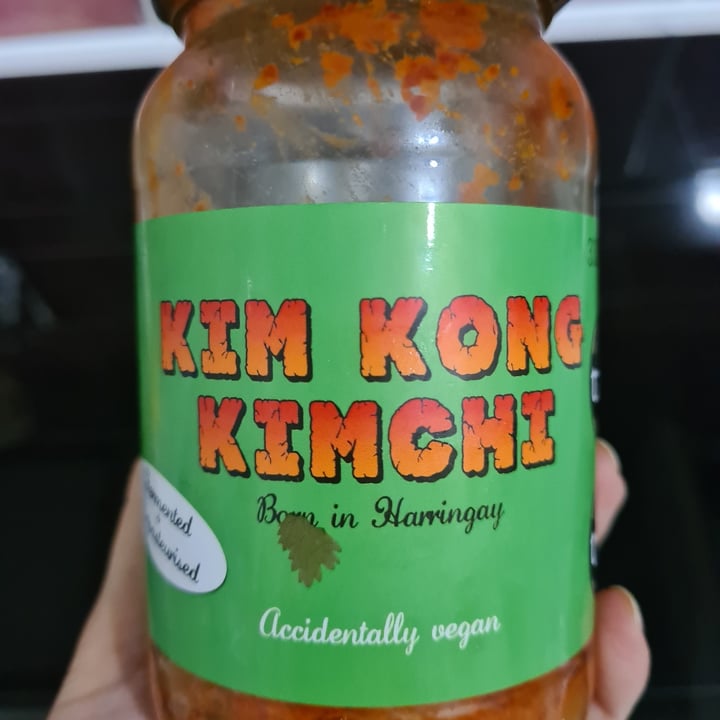 KIM KONG
KIMCHI
Born in Harringay
Accidentally vegan